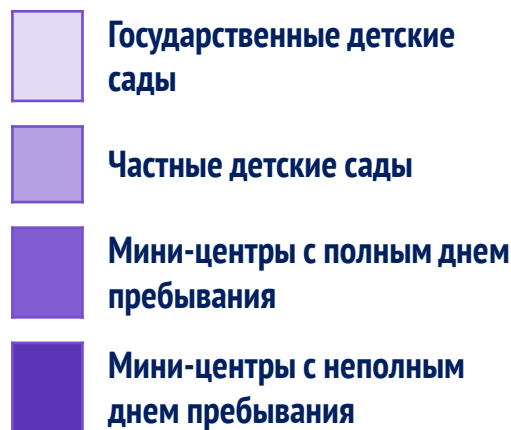 Государственные детские
сады
Частные детские сады
Мини-центры с полным днем
пребывания
Мини-центры с неполным
днем пребывания